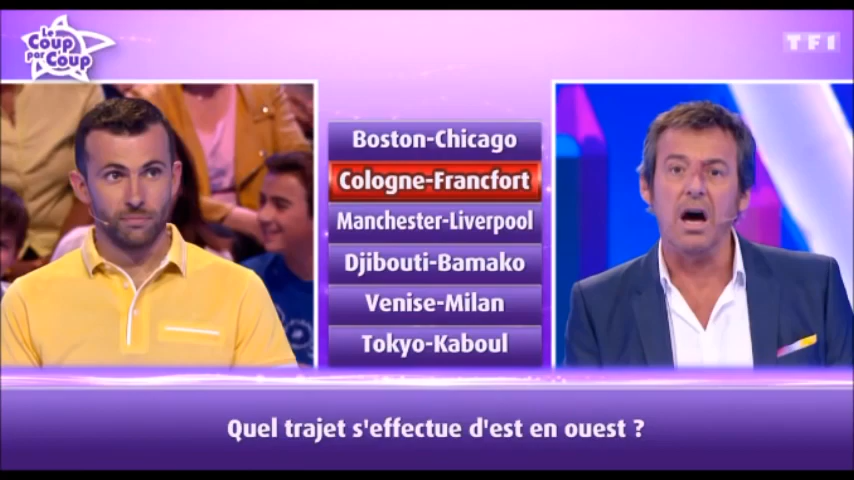 Le
Coup
par
Coup
TF1
Boston-Chicago
Cologne-Francfort
Manchester-Liverpool
Djibouti-Bamako
Venise-Milan
Tokyo-Kaboul
Quel trajet s'effectue d'est en ouest ?